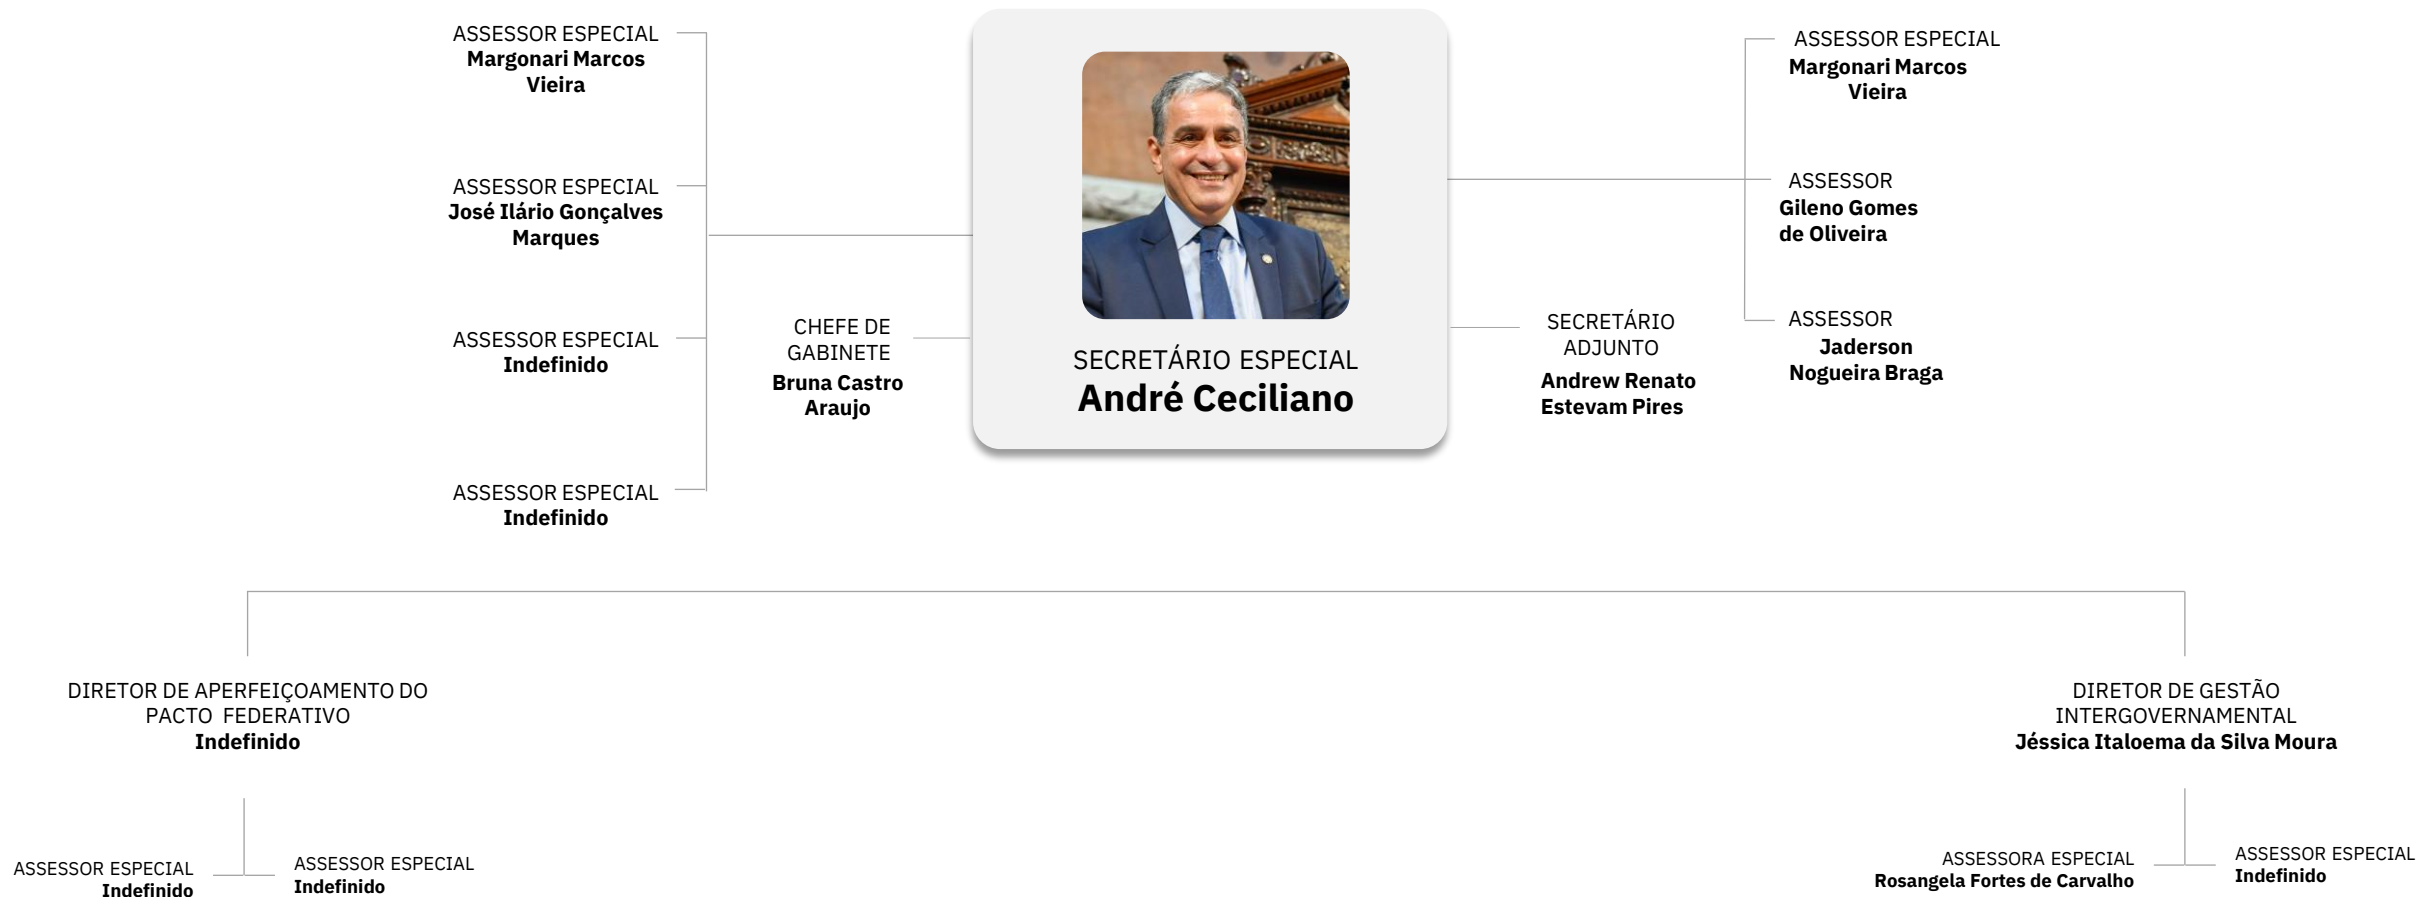 ASSESSOR ESPECIAL
Margonari Marcos
Vieira
ASSESSOR ESPECIAL
José Ilário Gonçalves
Marques
ASSESSOR ESPECIAL
Indefinido
ASSESSOR ESPECIAL
Indefinido
CHEFE DE
GABINETE
Bruna Castro
Araujo
SECRETÁRIO ESPECIAL
André Ceciliano
SECRETÁRIO
ADJUNTO
Andrew Renato
Estevam Pires
ASSESSOR ESPECIAL
Margonari Marcos
Vieira
ASSESSOR
Gileno Gomes
de Oliveira
ASSESSOR
Jaderson
Nogueira Braga
DIRETOR DE APERFEIÇOAMENTO DO
PACTO FEDERATIVO
Indefinido
ASSESSOR ESPECIAL
Indefinido
ASSESSOR ESPECIAL
Indefinido
DIRETOR DE GESTÃO
INTERGOVERNAMENTAL
Jéssica Italoema da Silva Moura
ASSESSORA ESPECIAL
Rosangela Fortes de Carvalho
ASSESSOR ESPECIAL
Indefinido